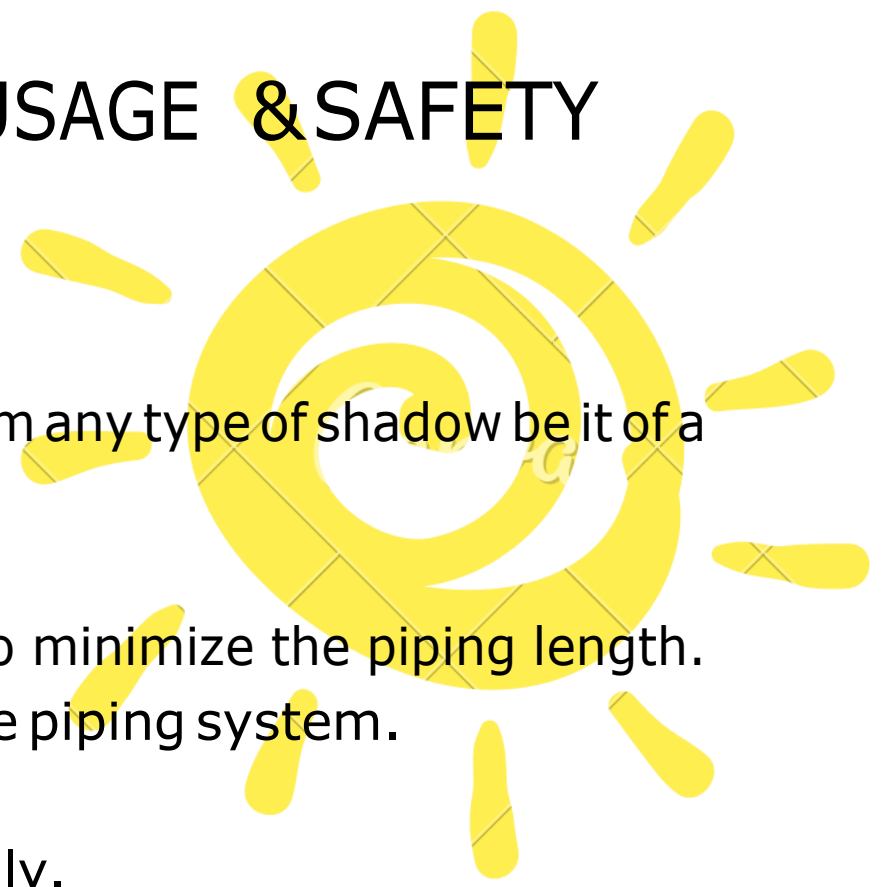 USAGE & SAFETY
m any type of shadow be it of a
o minimize the piping length.
e piping system.
ly.